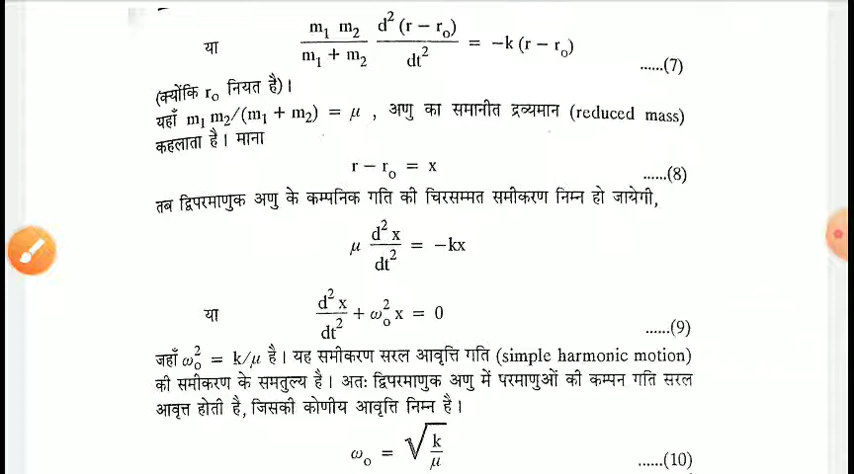 या m₁ m₂/(m₁ + m₂) d² (r − r₀)/dt² = −k (r − r₀) ......(7)
(क्योंकि r₀ नियत है)।
यहाँ m₁ m₂/(m₁ + m₂) = μ , अणु का समानीत द्रव्यमान (reduced mass)
कहलाता है। माना
r − r₀ = x ......(8)
तब द्विपरमाणुक अणु के कम्पनिक गति की चिरसम्मत समीकरण निम्न हो जायेगी,
μ d²x/dt² = −kx
या d²x/dt² + ω₀² x = 0 ......(9)
जहाँ ω₀² = k/μ है। यह समीकरण सरल आवृत्ति गति (simple harmonic motion)
की समीकरण के समतुल्य है। अतः द्विपरमाणुक अणु में परमाणुओं की कम्पन गति सरल
आवृत्त होती है, जिसकी कोणीय आवृत्ति निम्न है।
ω₀ = √(k/μ) ......(10)